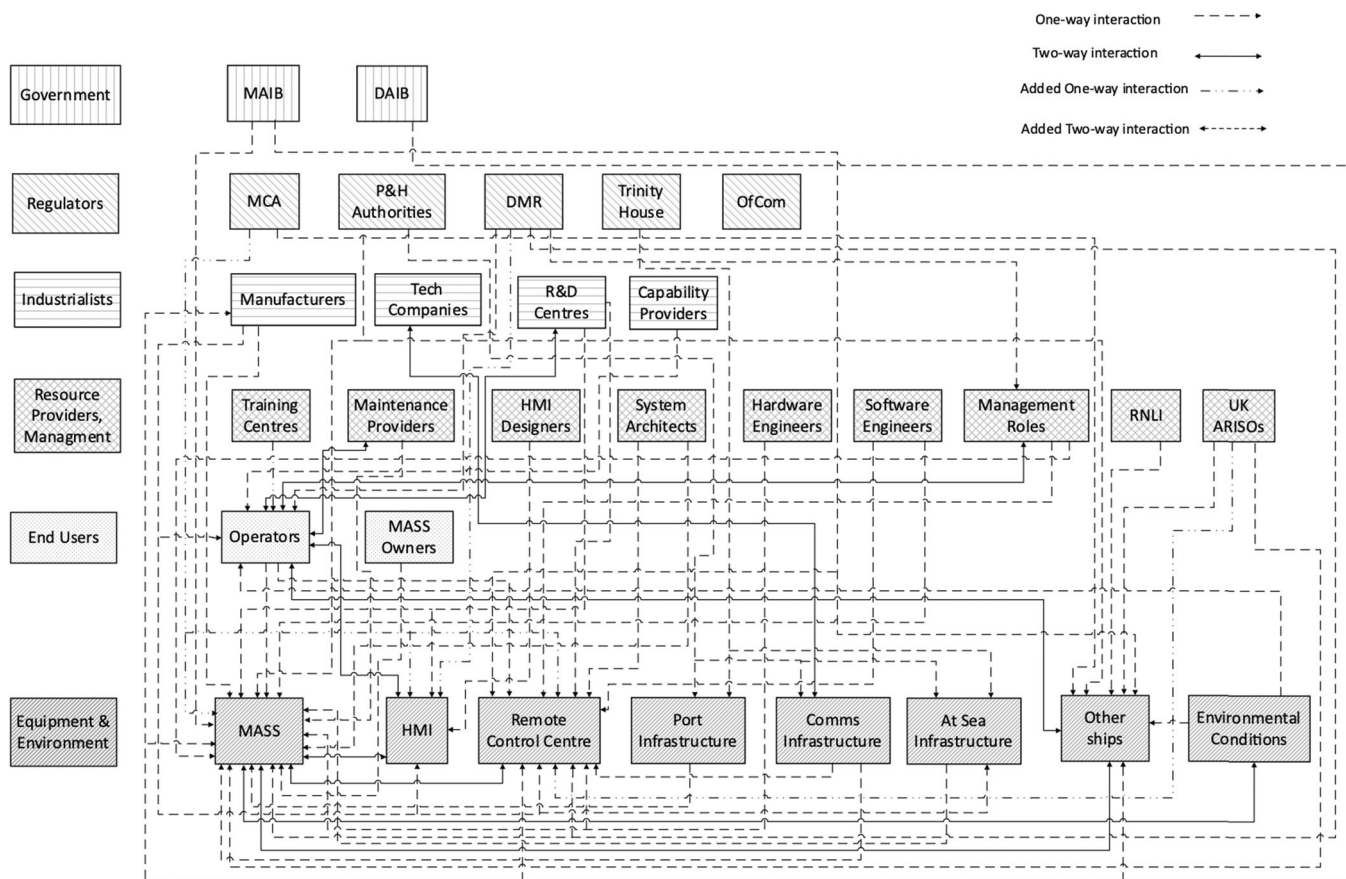 One-way interaction
Two-way interaction
Added One-way interaction
Added Two-way interaction
Government
MAIB
DAIB
Regulators
MCA
P&H
Authorities
DMR
Trinity
House
OfCom
Industrialists
Manufacturers
Tech
Companies
R&D
Centres
Capability
Providers
Resource
Providers,
Managment
Training
Centres
Maintenance
Providers
HMI
Designers
System
Architects
Hardware
Engineers
Software
Engineers
Management
Roles
RNLI
UK
ARISOs
End Users
Operators
MASS
Owners
Equipment &
Environment
MASS
HMI
Remote
Control Centre
Port
Infrastructure
Comms
Infrastructure
At Sea
Infrastructure
Other
ships
Environmental
Conditions